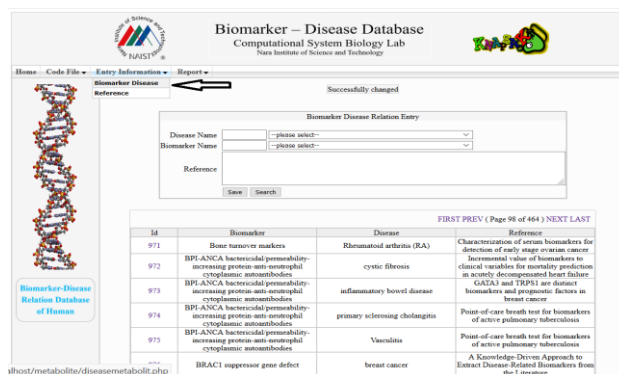 Institute of Science and Tech
NAIST®
Biomarker – Disease Database
Computational System Biology Lab
Nara Institute of Science and Technology
KNApSAcK
Home Code File Entry Information Report
Biomarker Disease
Reference
Successfully changed
Biomarker Disease Relation Entry
Disease Name --please select--
Biomarker Name --please select--
Reference
Save Search
FIRST PREV ( Page 98 of 464 ) NEXT LAST
Id Biomarker Disease Reference
971 Bone turnover markers Rheumatoid arthritis (RA) Characterization of serum biomarkers for
detection of early stage ovarian cancer
972 BPI-ANCA bactericidal/permeability-
increasing protein-anti-neutrophil
cytoplasmic autoantibodies
cystic fibrosis
Incremental value of biomarkers to
clinical variables for mortality prediction
in acutely decompensated heart failure
973 BPI-ANCA bactericidal/permeability-
increasing protein-anti-neutrophil
cytoplasmic autoantibodies
inflammatory bowel disease
GATA3 and TRPS1 are distinct
biomarkers and prognostic factors in
breast cancer
974 BPI-ANCA bactericidal/permeability-
increasing protein-anti-neutrophil
cytoplasmic autoantibodies
primary sclerosing cholangitis
Point-of-care breath test for biomarkers
of active pulmonary tuberculosis
975 BPI-ANCA bactericidal/permeability-
increasing protein-anti-neutrophil
cytoplasmic autoantibodies
Vasculitis
Point-of-care breath test for biomarkers
of active pulmonary tuberculosis
BRAC1 suppressor gene defect breast cancer
A Knowledge-Driven Approach to
Extract Disease-Related Biomarkers from
the Literature
Biomarker-Disease
Relation Database
of Human
alhost/metabolite/diseasemetabolit.php